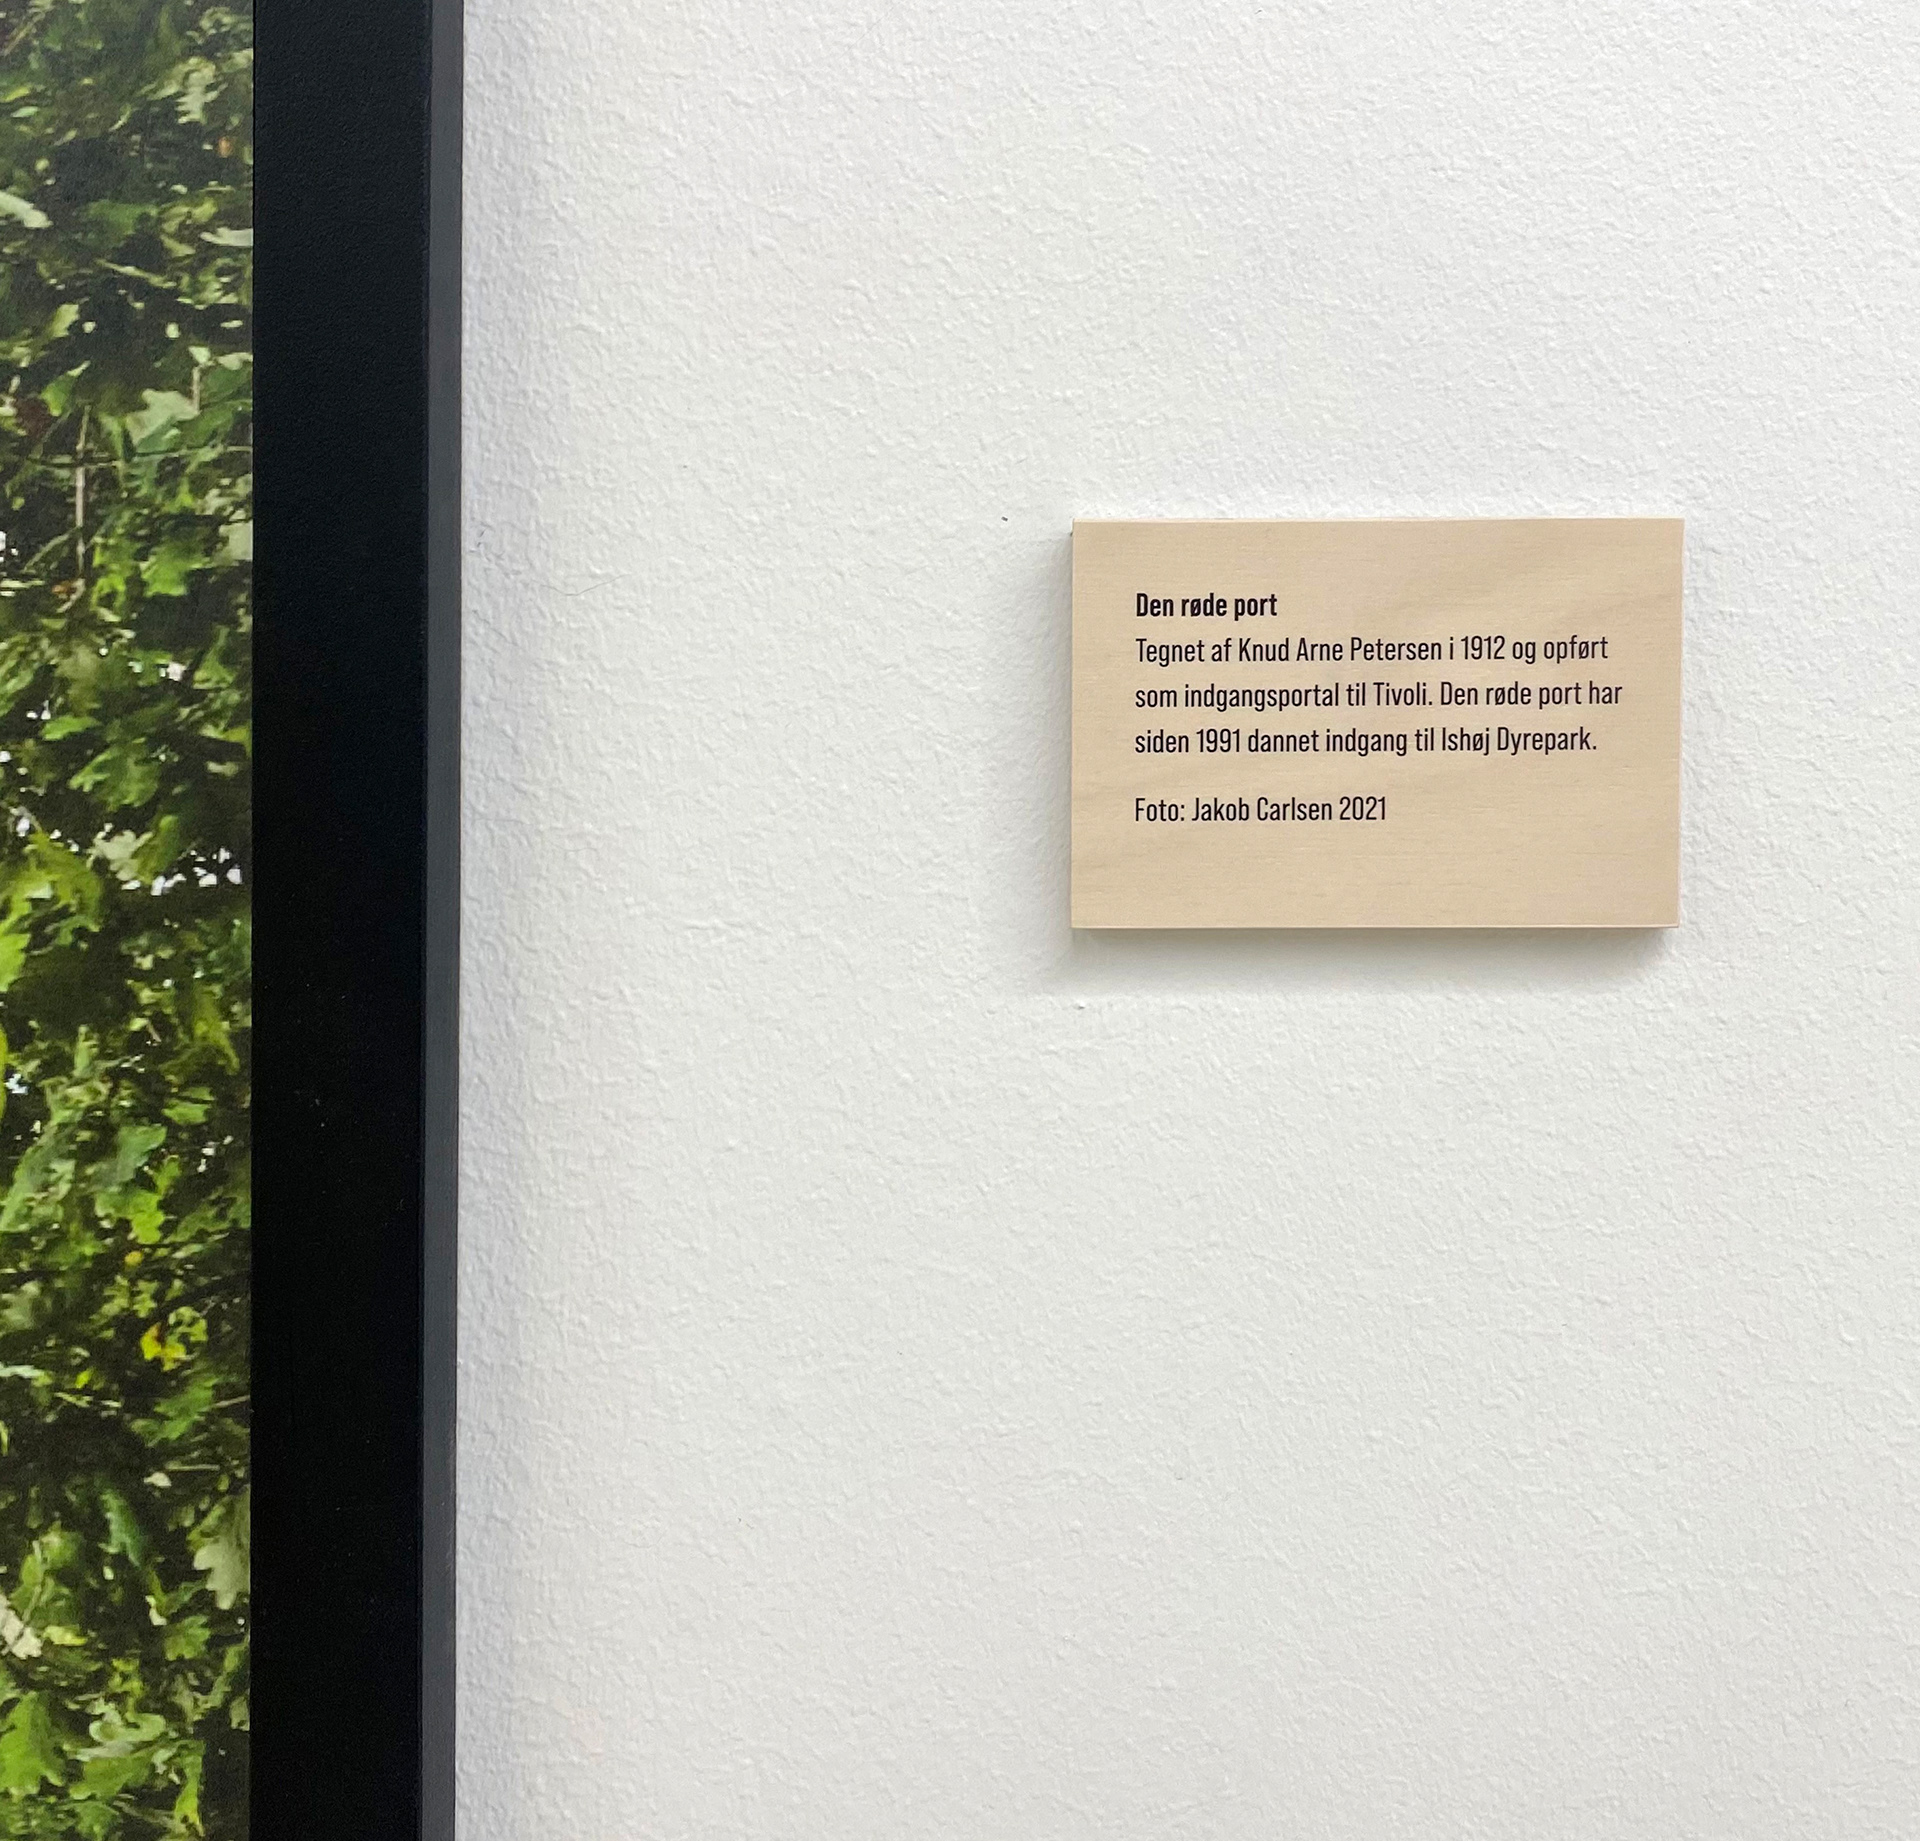 Den røde port
Tegnet af Knud Arne Petersen i 1912 og opført
som indgangsportal til Tivoli. Den røde port har
siden 1991 dannet indgang til Ishøj Dyrepark.
Foto: Jakob Carlsen 2021